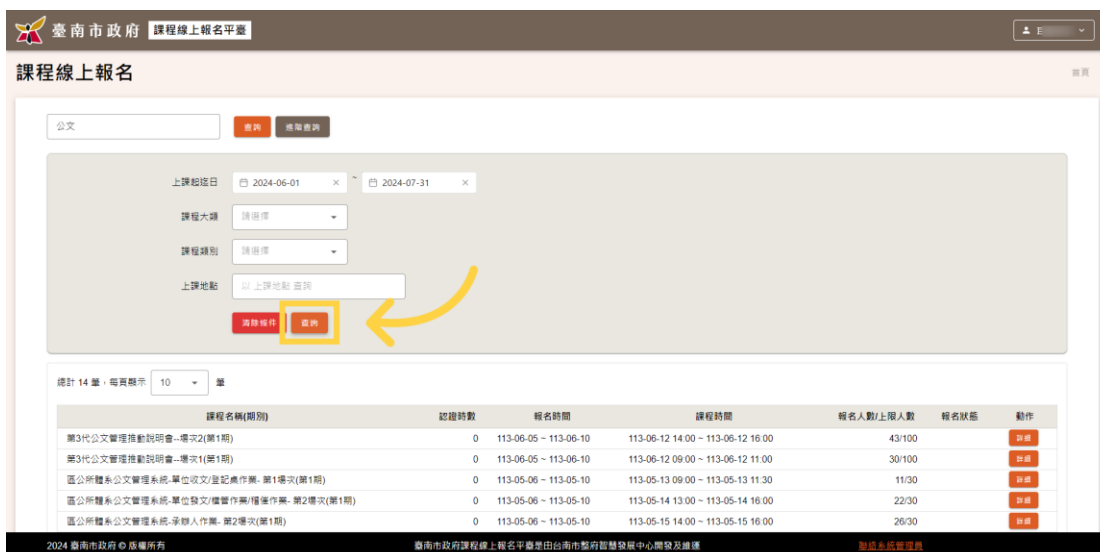 臺南市政府 課程線上報名平臺
E
課程線上報名
首頁
公文 查詢 進階查詢
上課起迄日 2024-06-01 × ~ 2024-07-31 ×
課程大類 請選擇
課程類別 請選擇
上課地點 以 上課地點 查詢
清除條件 查詢
總計 14 筆，每頁顯示 10 筆
課程名稱(期別) 認證時數 報名時間 課程時間 報名人數/上限人數 報名狀態 動作
第3代公文管理推動說明會--場次2(第1期) 0 113-06-05 ~ 113-06-10 113-06-12 14:00 ~ 113-06-12 16:00 43/100 詳細
第3代公文管理推動說明會--場次1(第1期) 0 113-06-05 ~ 113-06-10 113-06-12 09:00 ~ 113-06-12 11:00 30/100 詳細
區公所體系公文管理系統-單位收文/登記桌作業- 第1場次(第1期) 0 113-05-06 ~ 113-05-10 113-05-13 09:00 ~ 113-05-13 11:30 11/30 詳細
區公所體系公文管理系統-單位發文/檔管作業/稽催作業- 第2場次(第1期) 0 113-05-06 ~ 113-05-10 113-05-14 13:00 ~ 113-05-14 16:00 22/30 詳細
區公所體系公文管理系統-承辦人作業- 第2場次(第1期) 0 113-05-06 ~ 113-05-10 113-05-15 14:00 ~ 113-05-15 16:00 26/30 詳細
2024 臺南市政府 © 版權所有 臺南市政府課程線上報名平臺是由台南市政府智慧發展中心開發及維運 聯絡系統管理員